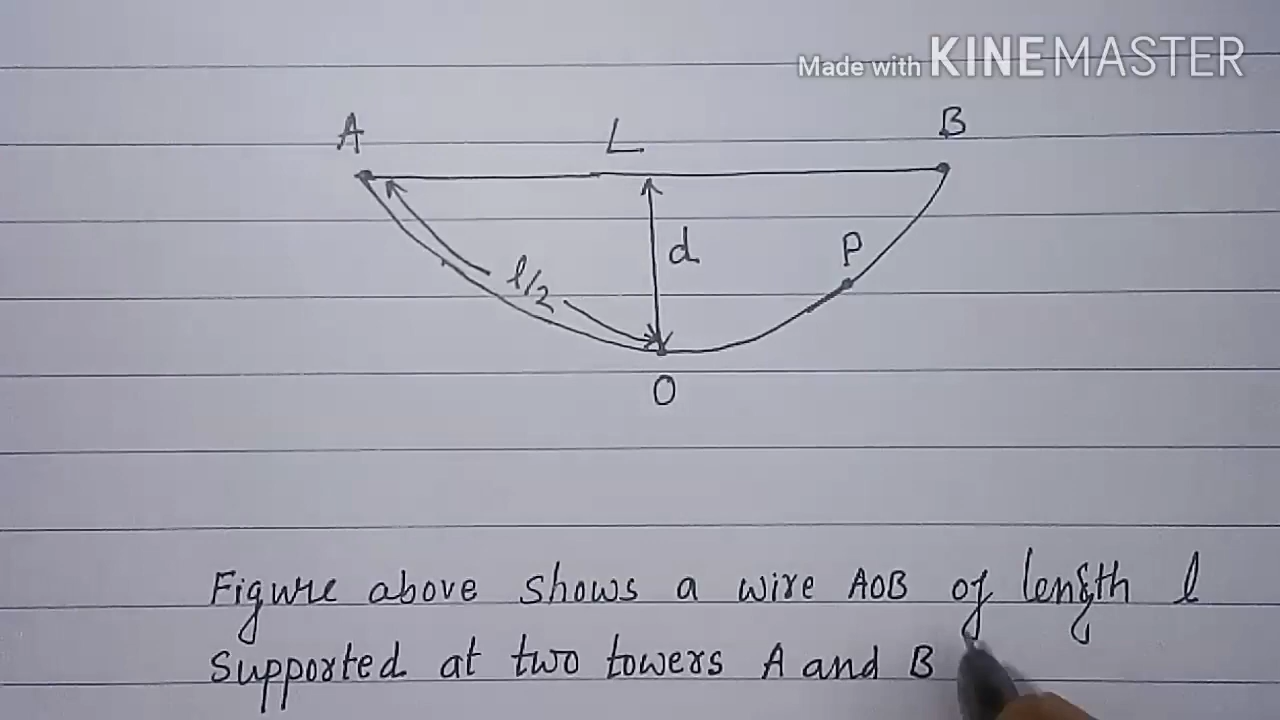 Made with KINEMASTER
A L B
d
P
l/2
O
Figure above shows a wire AOB of length l
Supported at two towers A and B